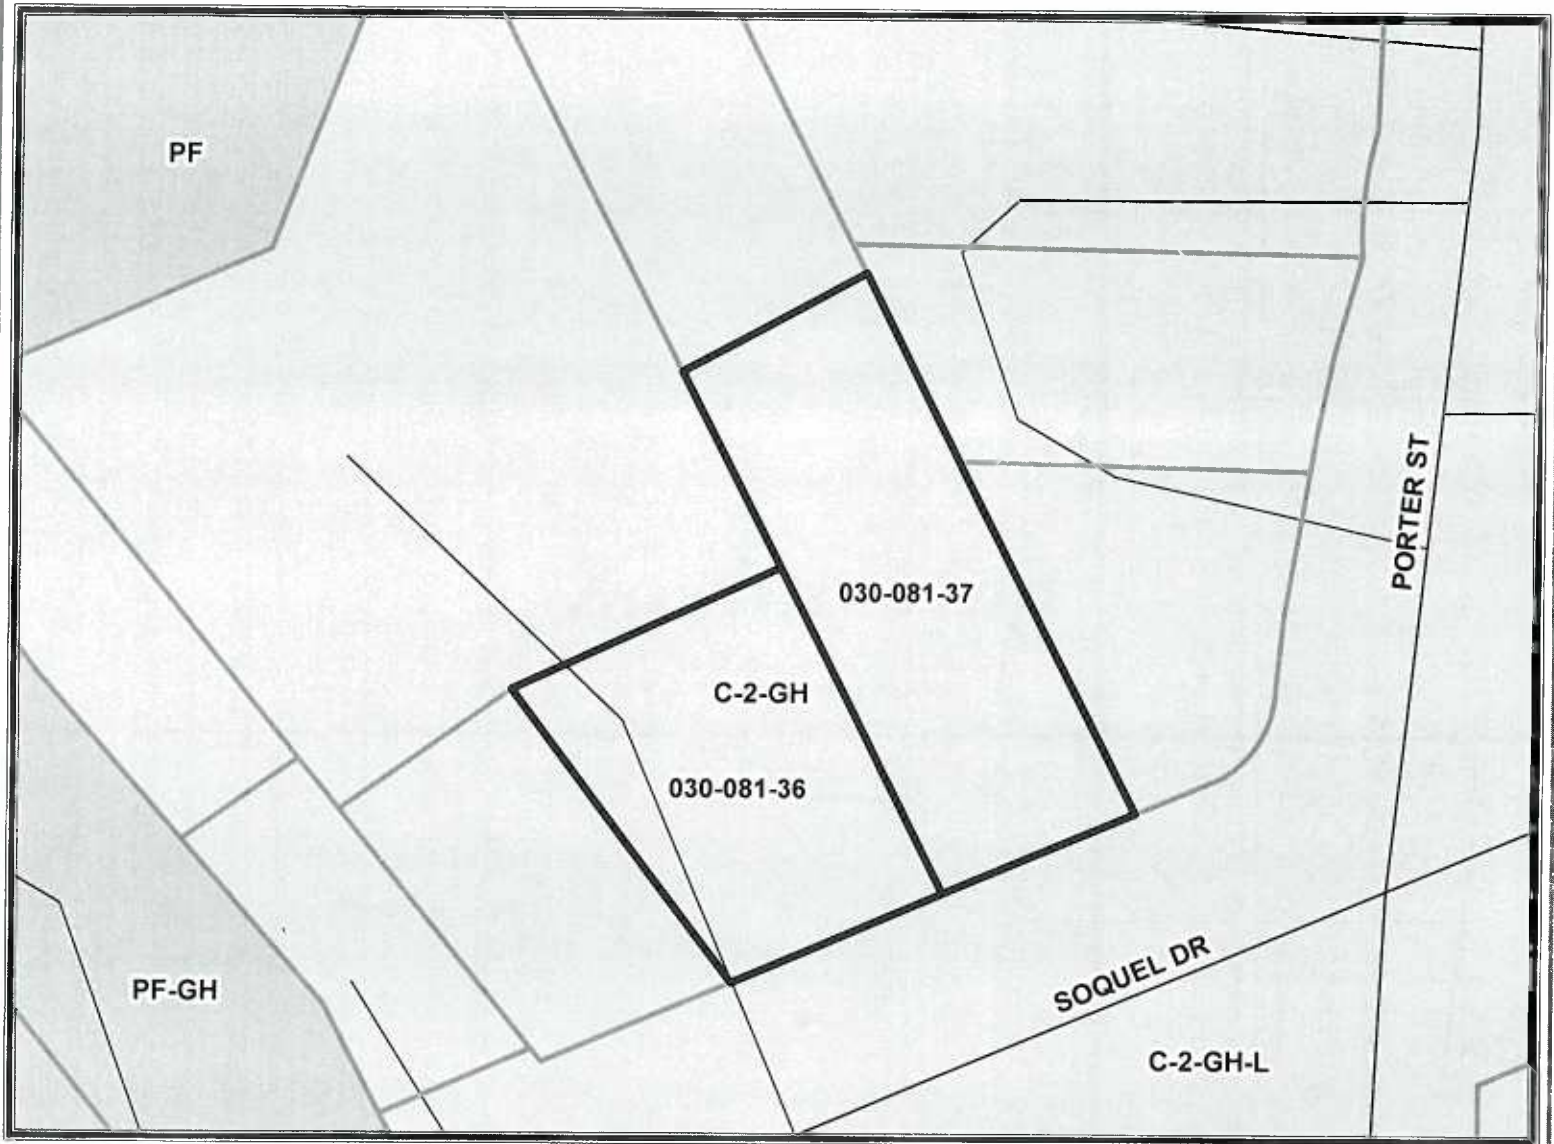 PF
PORTER ST
030-081-37
C-2-GH
030-081-36
PF-GH
SOQUEL DR
C-2-GH-L